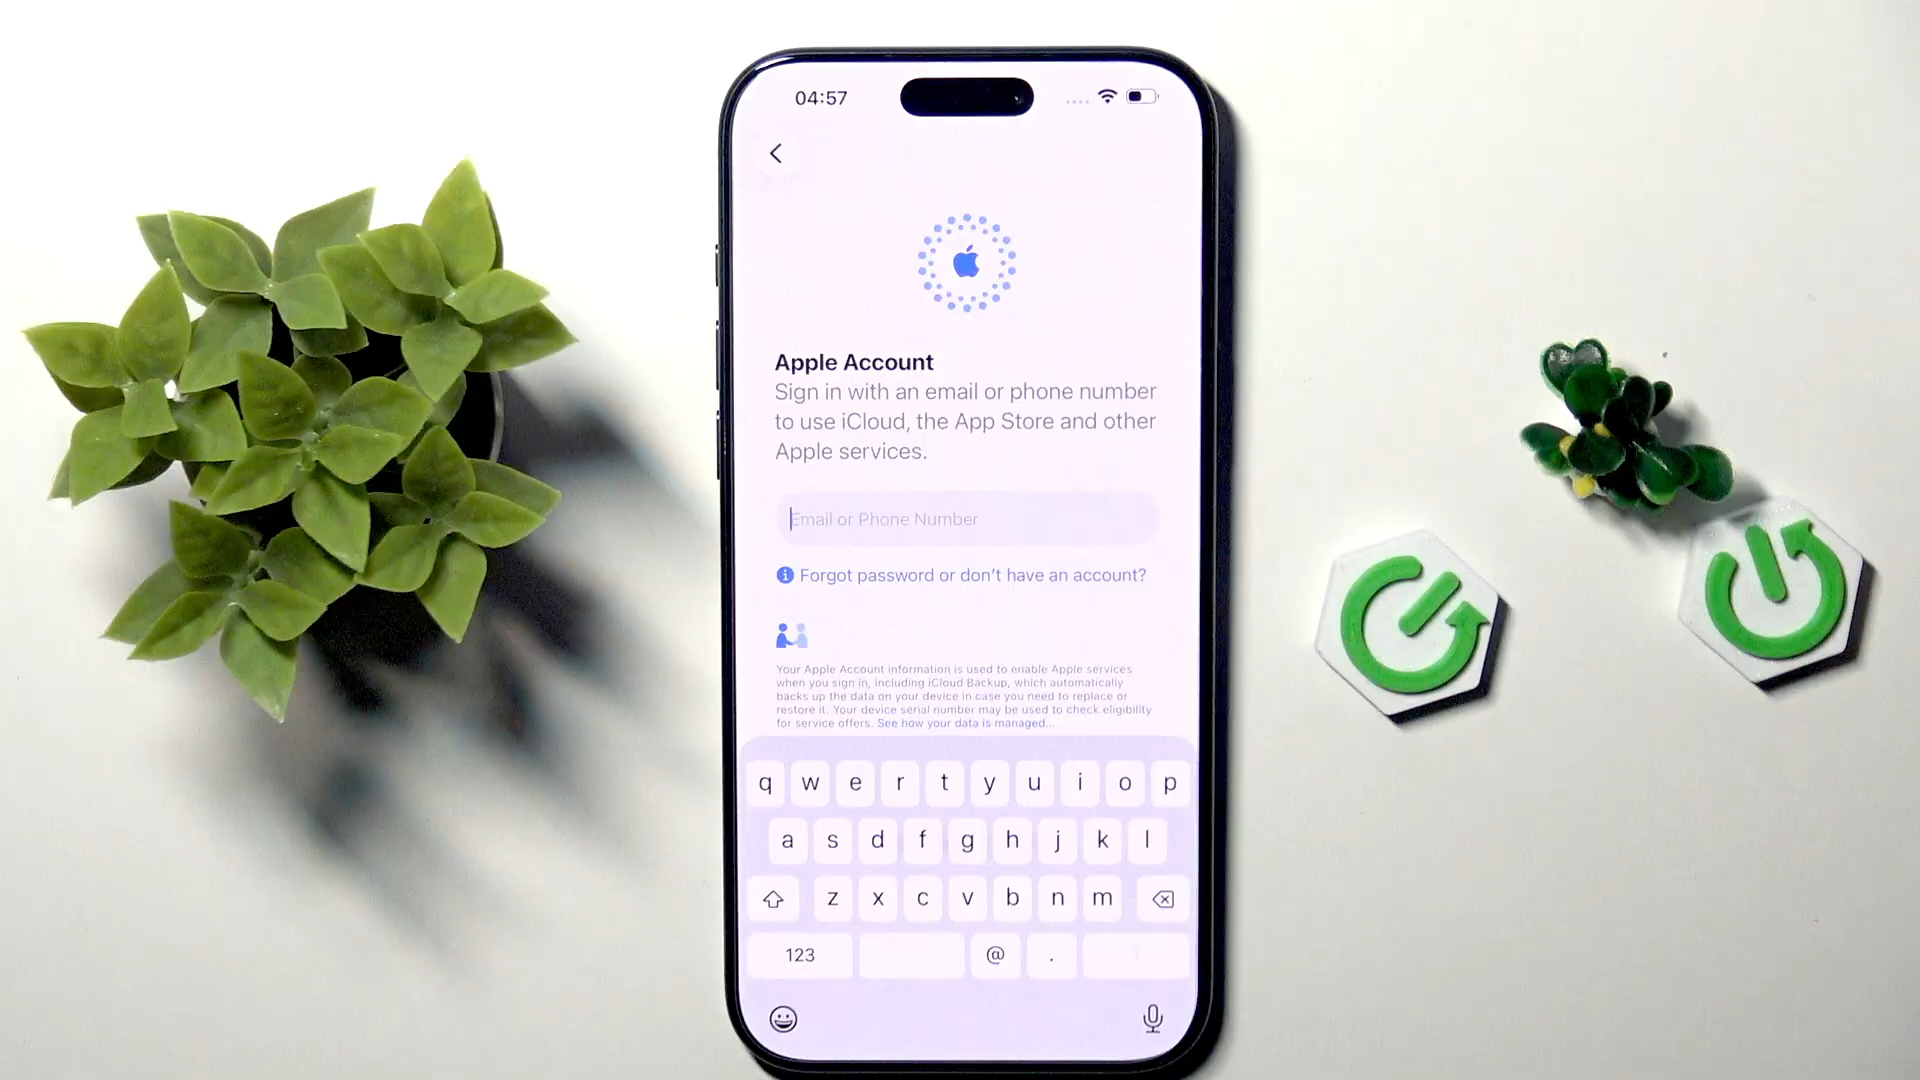 04:57
Apple Account
Sign in with an email or phone number
to use iCloud, the App Store and other
Apple services.
Email or Phone Number
Forgot password or don't have an account?
Your Apple Account information is used to enable Apple services
when you sign in, including iCloud Backup, which automatically
backs up the data on your device in case you need to replace or
restore it. Your device serial number may be used to check eligibility
for service offers. See how your data is managed...
q w e r t y u i o p
a s d f g h j k l
z x c v b n m
123 @ .